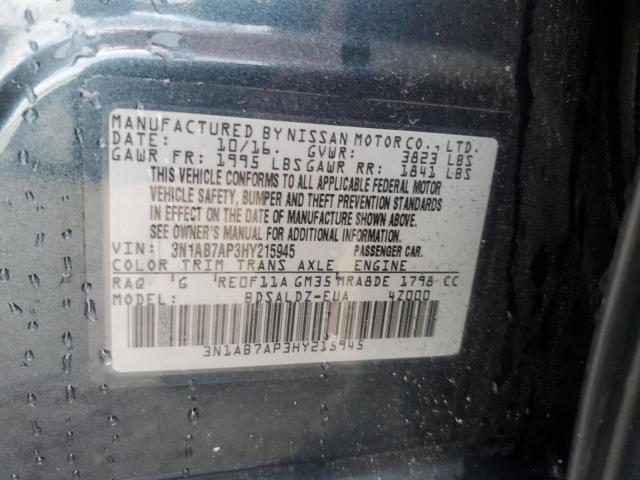 MANUFACTURED BY NISSAN MOTOR CO., LTD.
DATE: 10/16. GVWR: 3823 LBS
GAWR FR: 1995 LBS GAWR RR: 1841 LBS
THIS VEHICLE CONFORMS TO ALL APPLICABLE FEDERAL MOTOR
VEHICLE SAFETY, BUMPER AND THEFT PREVENTION STANDARDS
IN EFFECT ON THE DATE OF MANUFACTURE SHOWN ABOVE.
SEE OWNER'S MANUAL FOR ADDITIONAL INFORMATION.
VIN: 3N1AB7AP3HY215945 PASSENGER CAR.
COLOR TRIM TRANS AXLE ENGINE
RAQ 'G RE0F11A GM35 MRA8DE 1798 CC
MODEL: BDSALDZ-EUA 4Z000
3N1AB7AP3HY215945